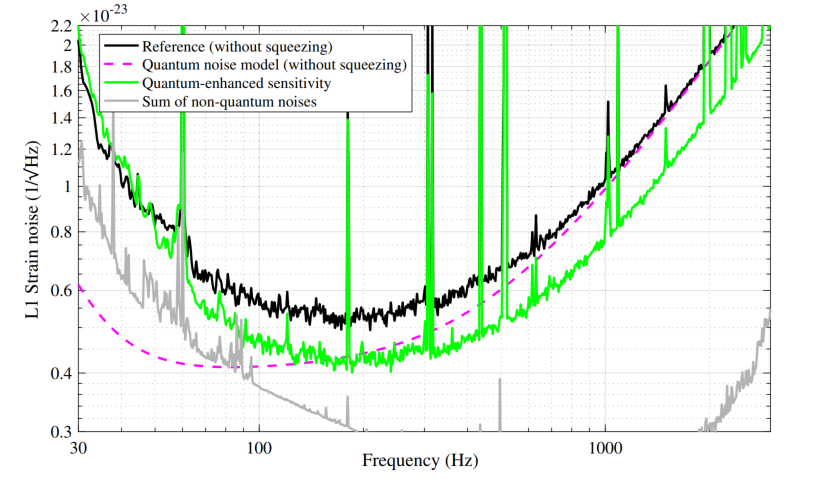 ×10⁻²³
2.2
2
1.8
1.6
1.4
1.2
1
0.8
0.6
0.4
0.3
L1 Strain noise (1/√Hz)
Reference (without squeezing)
Quantum noise model (without squeezing)
Quantum-enhanced sensitivity
Sum of non-quantum noises
30 100 1000
Frequency (Hz)